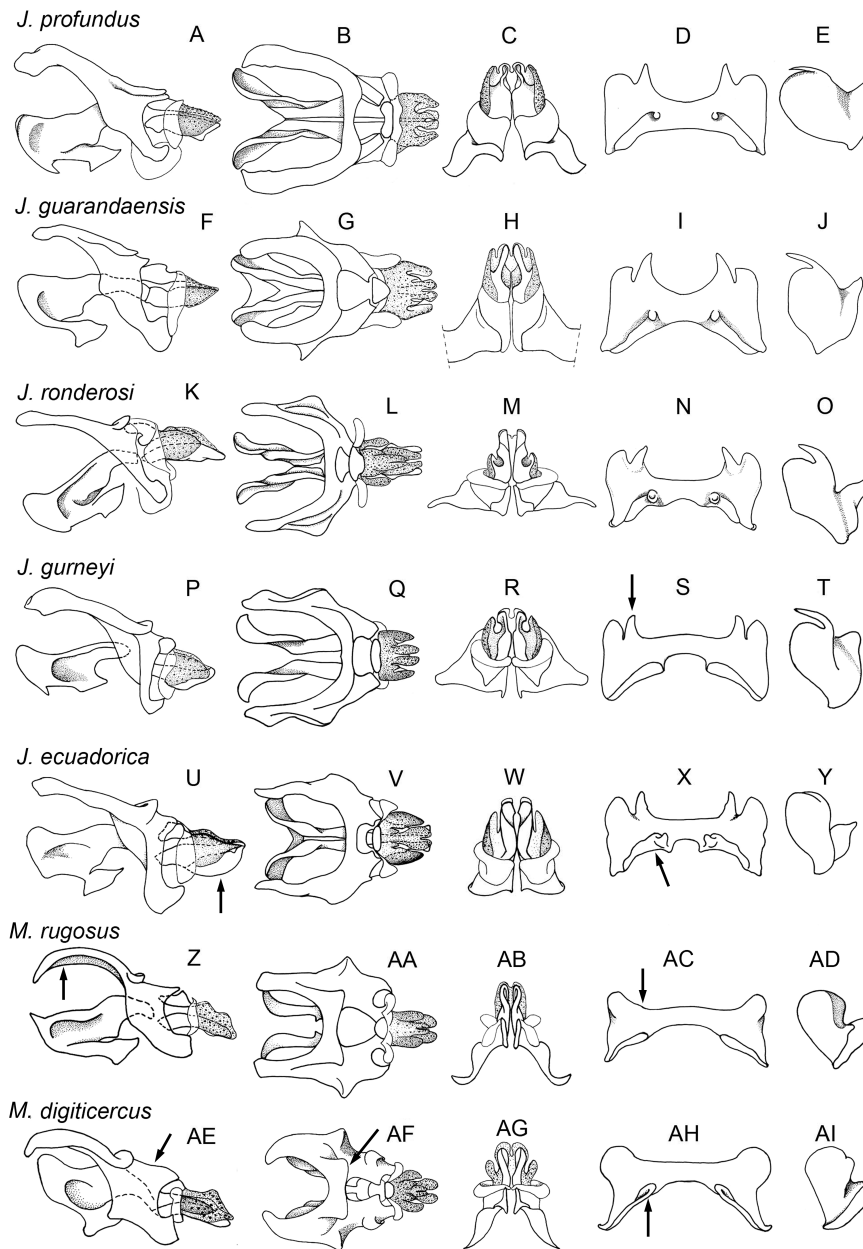 J. profundus
A B C D E
J. guarandaensis
F G H I J
J. ronderosi
K L M N O
J. gurneyi
P Q R S T
J. ecuadorica
U V W X Y
M. rugosus
Z AA AB AC AD
M. digiticercus
AE AF AG AH AI